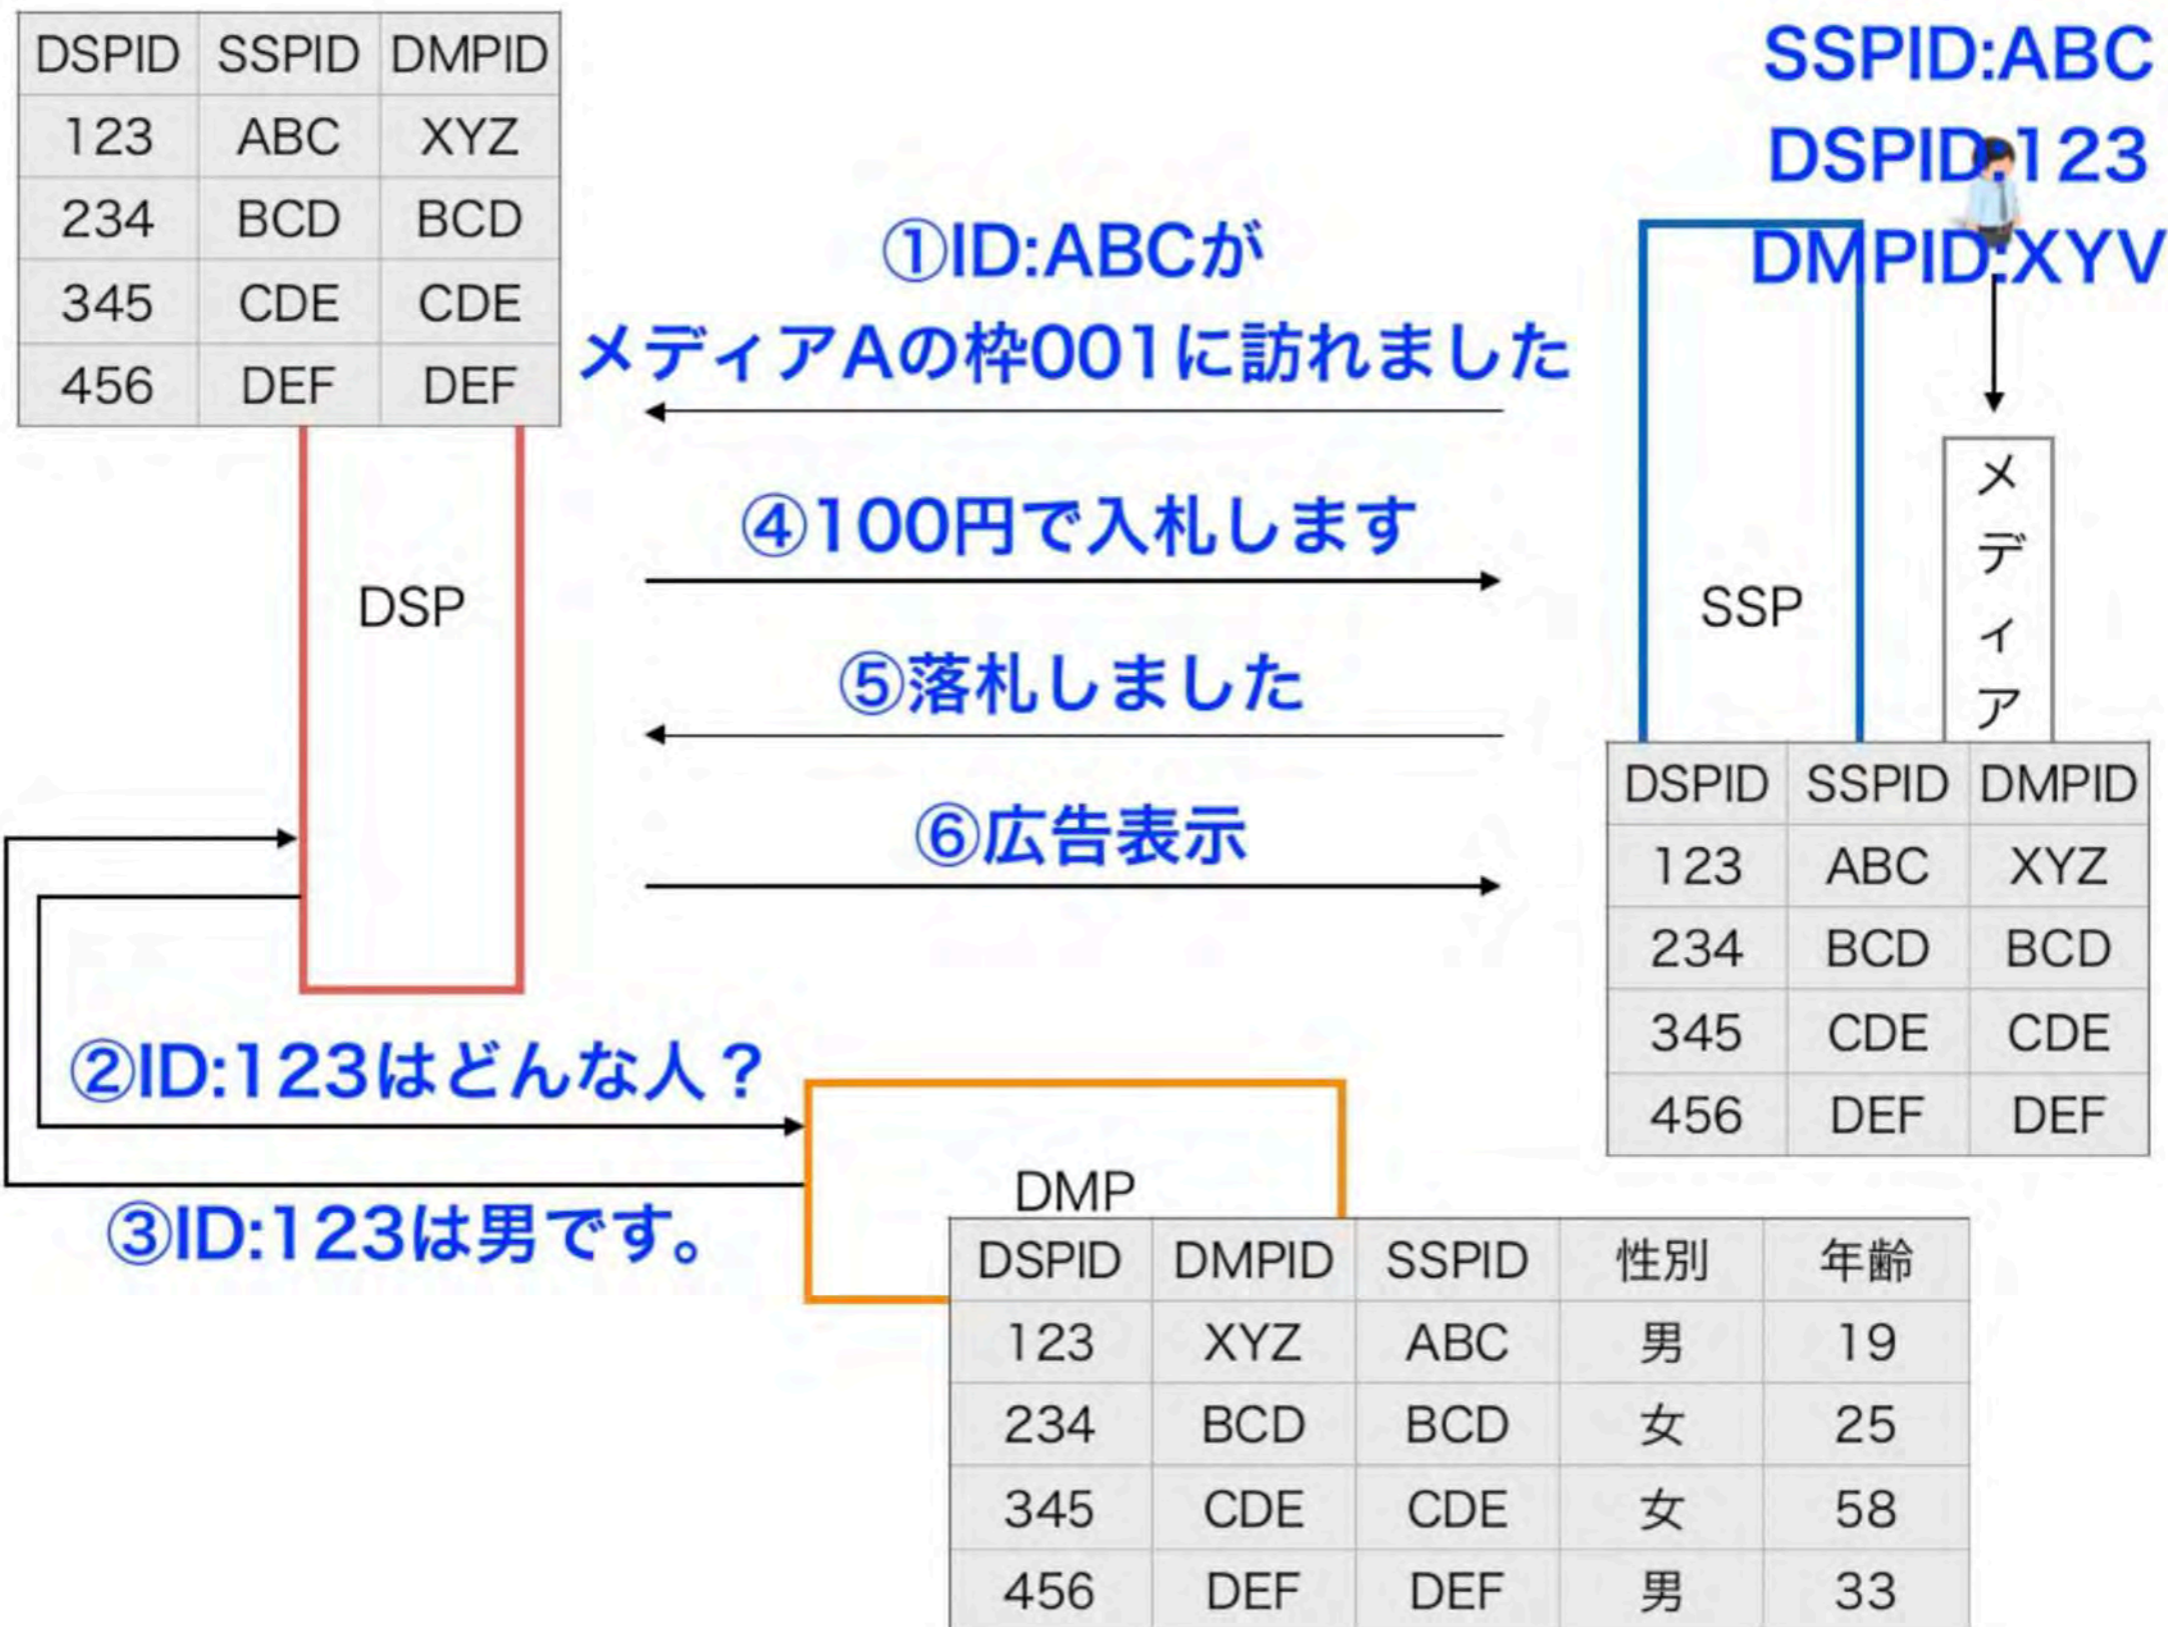 DSPID SSPID DMPID
123 ABC XYZ
234 BCD BCD
345 CDE CDE
456 DEF DEF
SSPID:ABC
DSPID:123
DMPID:XYV
①ID:ABCが
メディアAの枠001に訪れました
④100円で入札します
⑤落札しました
⑥広告表示
DSP
SSP
メディア
DSPID SSPID DMPID
123 ABC XYZ
234 BCD BCD
345 CDE CDE
456 DEF DEF
②ID:123はどんな人？
③ID:123は男です。
DMP
DSPID DMPID SSPID 性別 年齢
123 XYZ ABC 男 19
234 BCD BCD 女 25
345 CDE CDE 女 58
456 DEF DEF 男 33